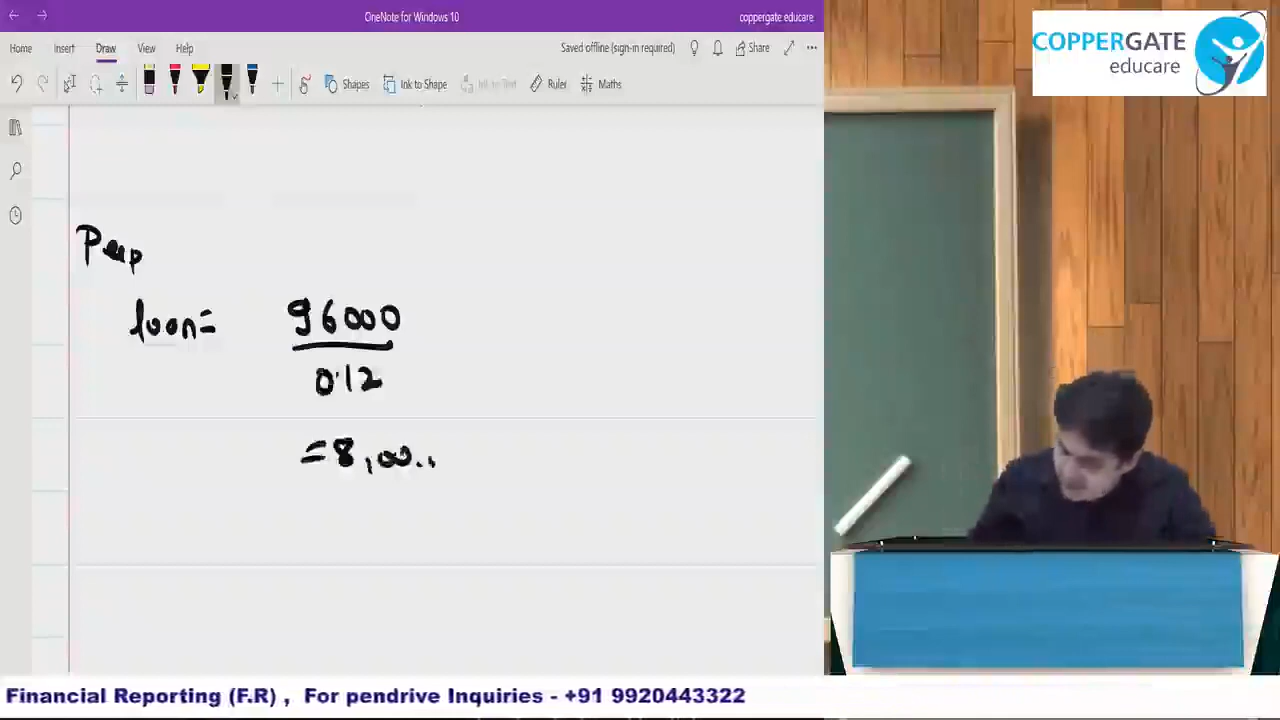 OneNote for Windows 10
coppergate educare
Home Insert Draw View Help
Saved offline (sign-in required)
Share
Shapes
Ink to Shape
Ink to Text
Ruler
Maths
COPPERGATE
educare
Perp
loan=
96000
0.12
=8,00..
Financial Reporting (F.R) , For pendrive Inquiries - +91 9920443322